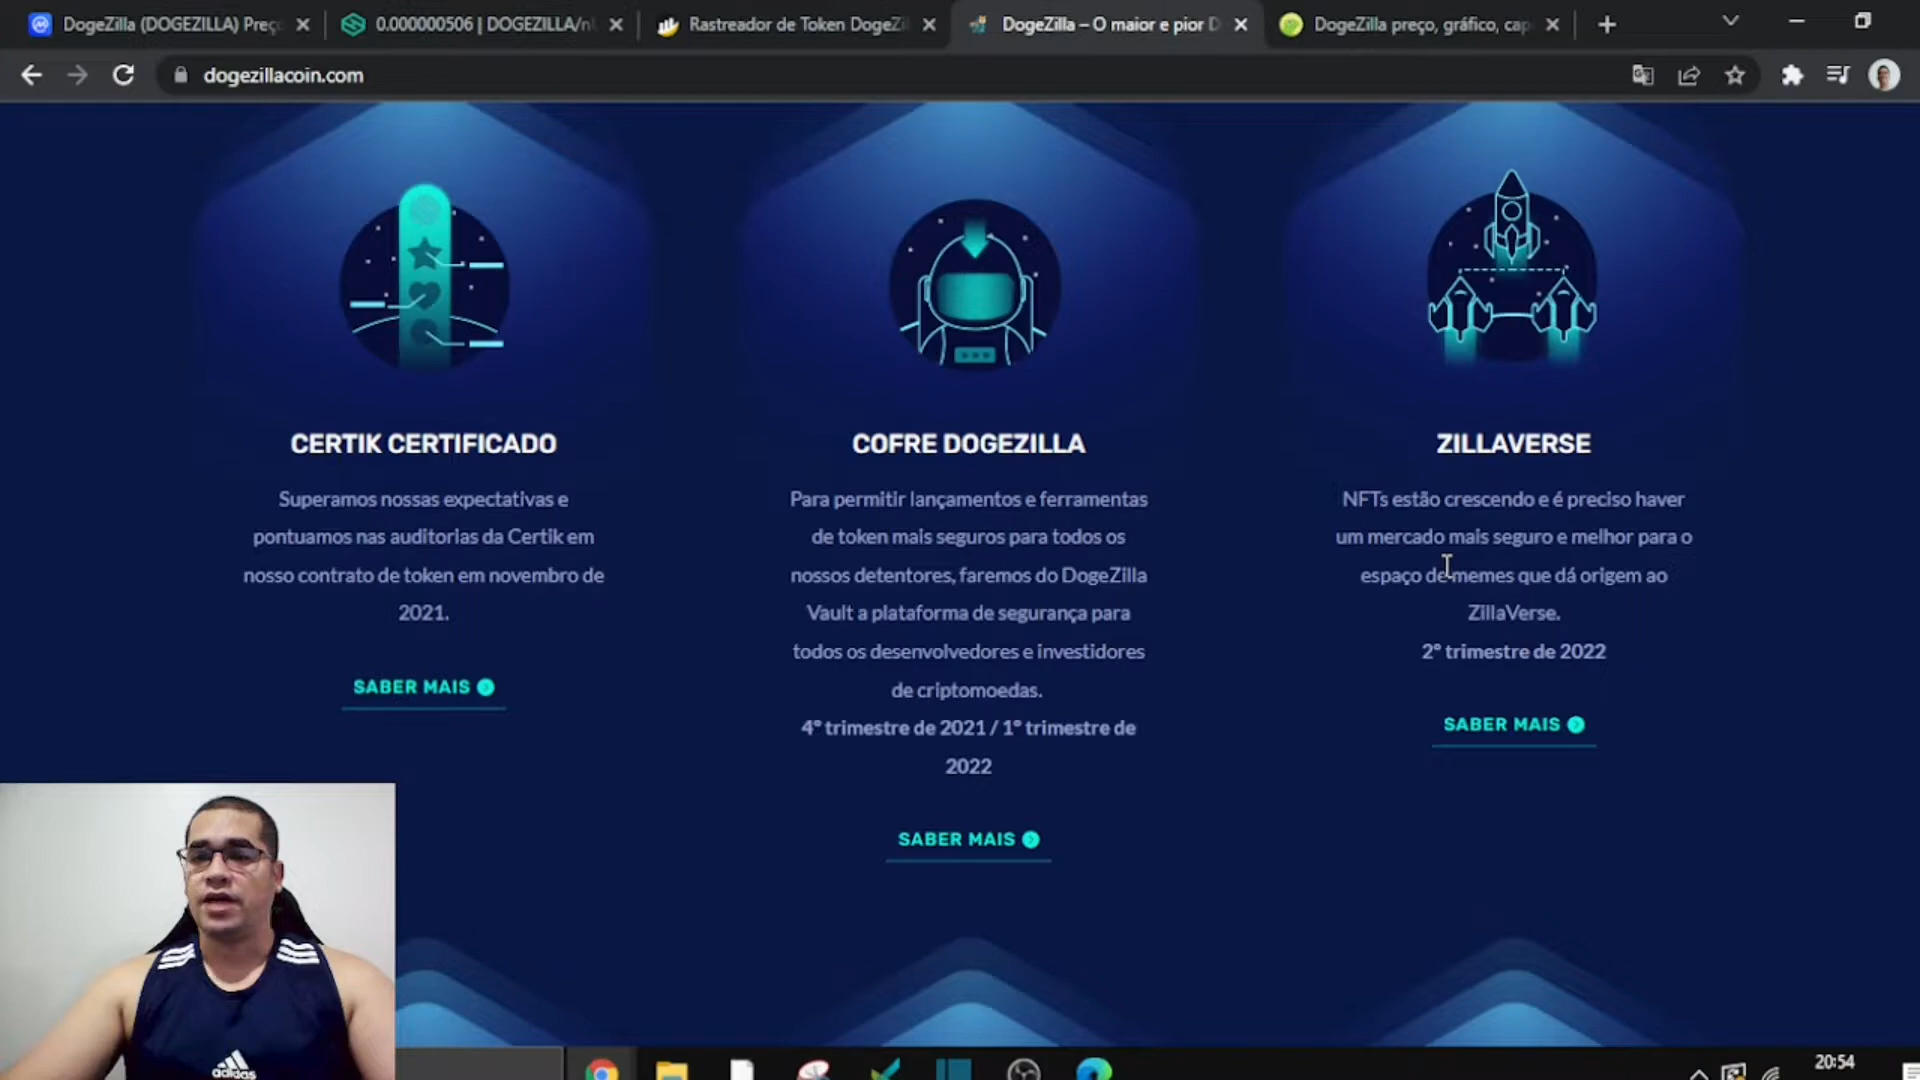 DogeZilla (DOGEZILLA) Preç
0.000000506 | DOGEZILLA/n
Rastreador de Token DogeZi
DogeZilla – O maior e pior D
DogeZilla preço, gráfico, cap
dogezillacoin.com
CERTIK CERTIFICADO
Superamos nossas expectativas e
pontuamos nas auditorias da Certik em
nosso contrato de token em novembro de
2021.
SABER MAIS
COFRE DOGEZILLA
Para permitir lançamentos e ferramentas
de token mais seguros para todos os
nossos detentores, faremos do DogeZilla
Vault a plataforma de segurança para
todos os desenvolvedores e investidores
de criptomoedas.
4º trimestre de 2021 / 1º trimestre de
2022
SABER MAIS
ZILLAVERSE
NFTs estão crescendo e é preciso haver
um mercado mais seguro e melhor para o
espaço de memes que dá origem ao
ZillaVerse.
2º trimestre de 2022
SABER MAIS
adidas
20:54